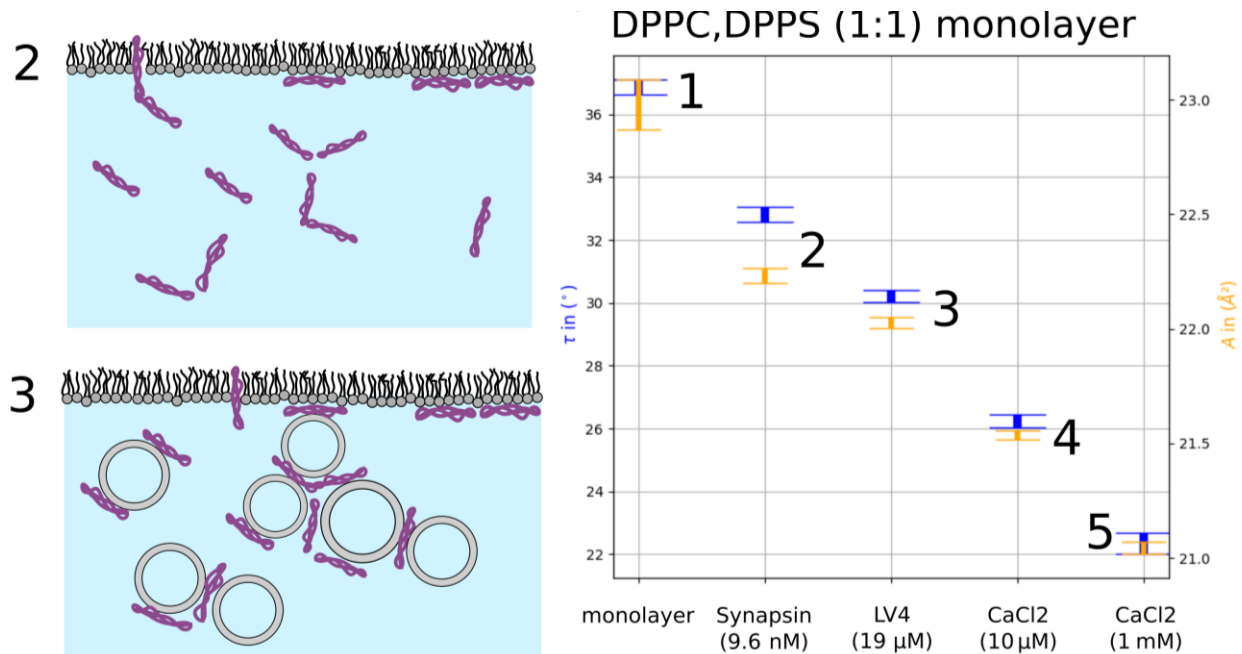 2
3
DPPC,DPPS (1:1) monolayer
36
34
32
30
28
26
24
22
τ in (°)
1
2
3
4
5
23.0
22.5
22.0
21.5
21.0
A in (Å²)
monolayer
Synapsin
(9.6 nM)
LV4
(19 μM)
CaCl2
(10 μM)
CaCl2
(1 mM)